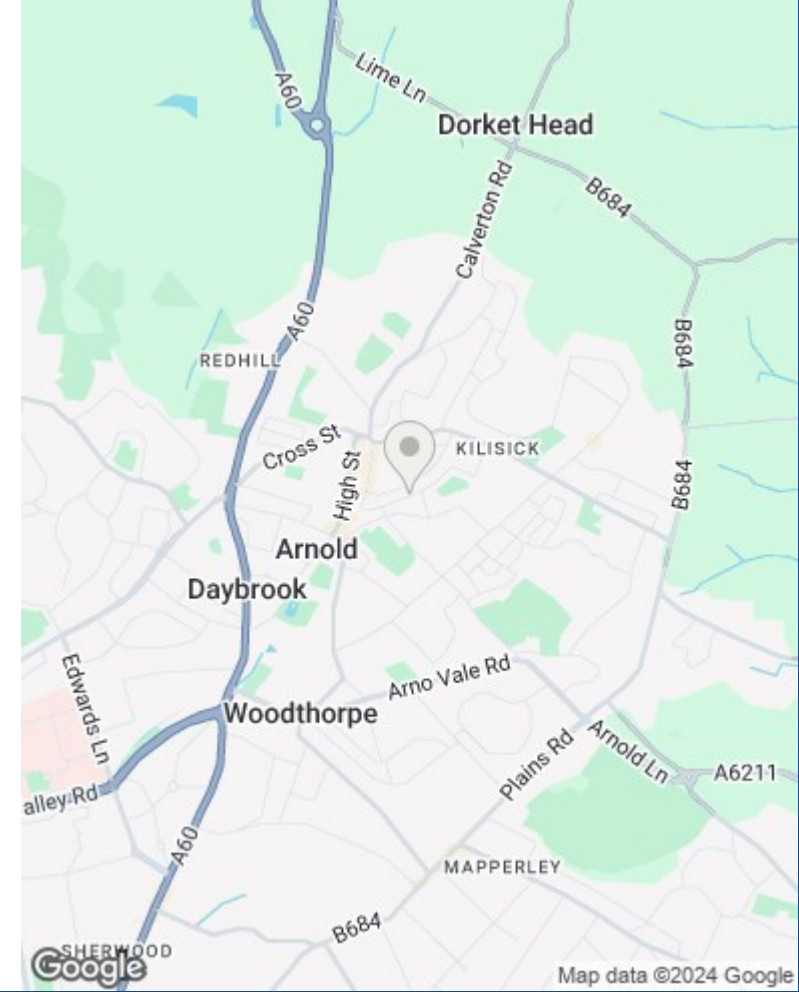 A60
Lime Ln
Dorket Head
B684
Calverton Rd
A60
B684
REDHILL
Cross St
High St
KILISICK
B684
Arnold
Daybrook
Edwards Ln
Arno Vale Rd
Woodthorpe
Plains Rd
Arnold Ln
A6211
alley Rd
A60
MAPPERLEY
B684
SHERWOOD
Google
Map data ©2024 Google